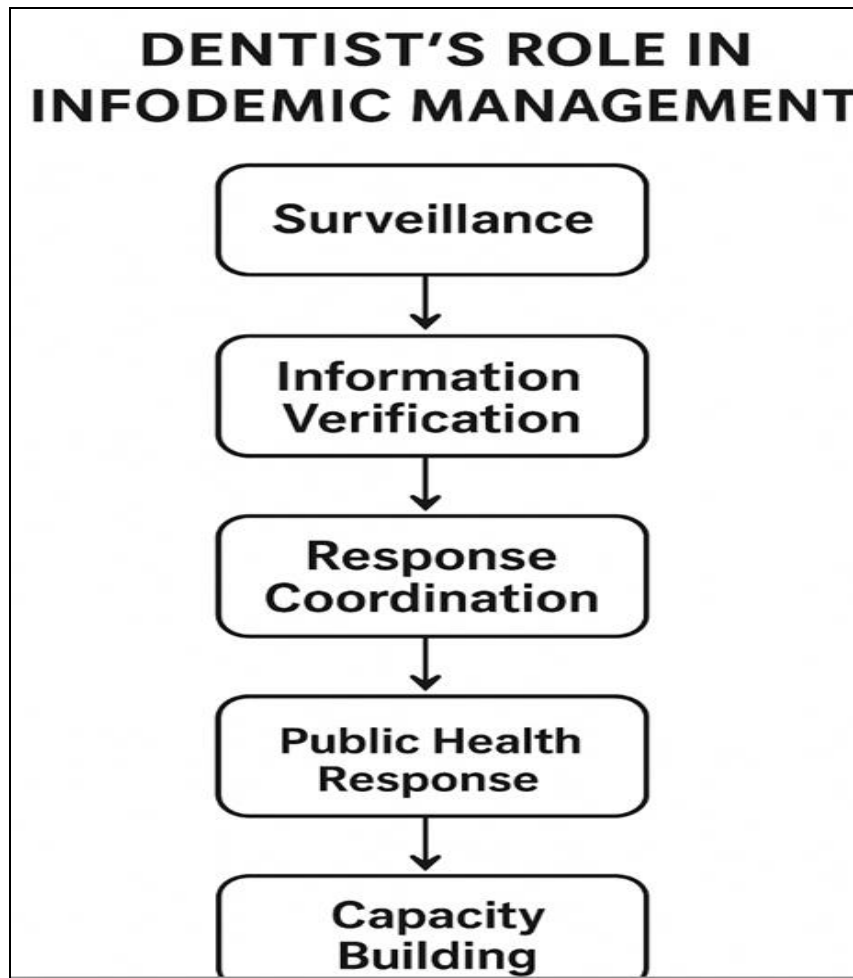 DENTIST'S ROLE IN
INFODEMIC MANAGEMENT
Surveillance
Information
Verification
Response
Coordination
Public Health
Response
Capacity
Building